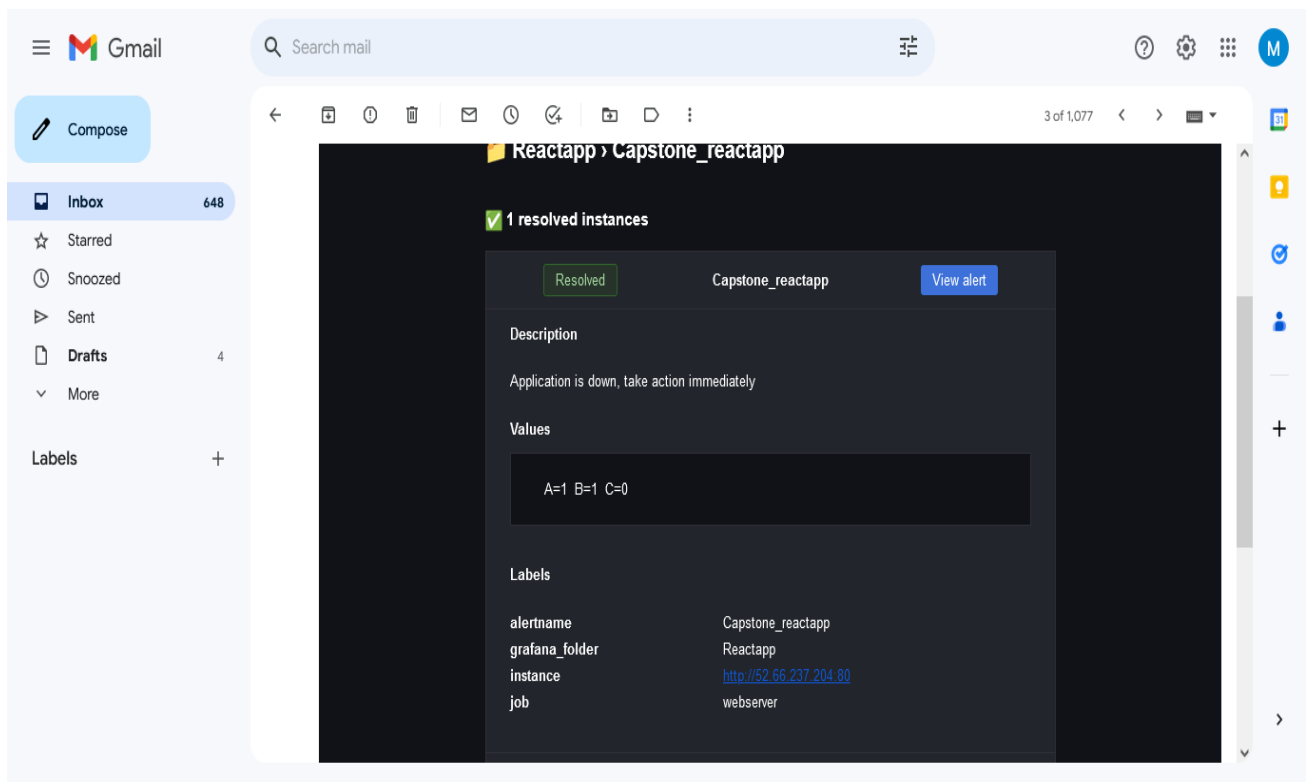 Gmail
Search mail
M
Compose
3 of 1,077
31
Inbox 648
Starred
Snoozed
Sent
Drafts 4
More
Labels
Reactapp › Capstone_reactapp
1 resolved instances
Resolved Capstone_reactapp View alert
Description
Application is down, take action immediately
Values
A=1 B=1 C=0
Labels
alertname Capstone_reactapp
grafana_folder Reactapp
instance http://52.66.237.204:80
job webserver